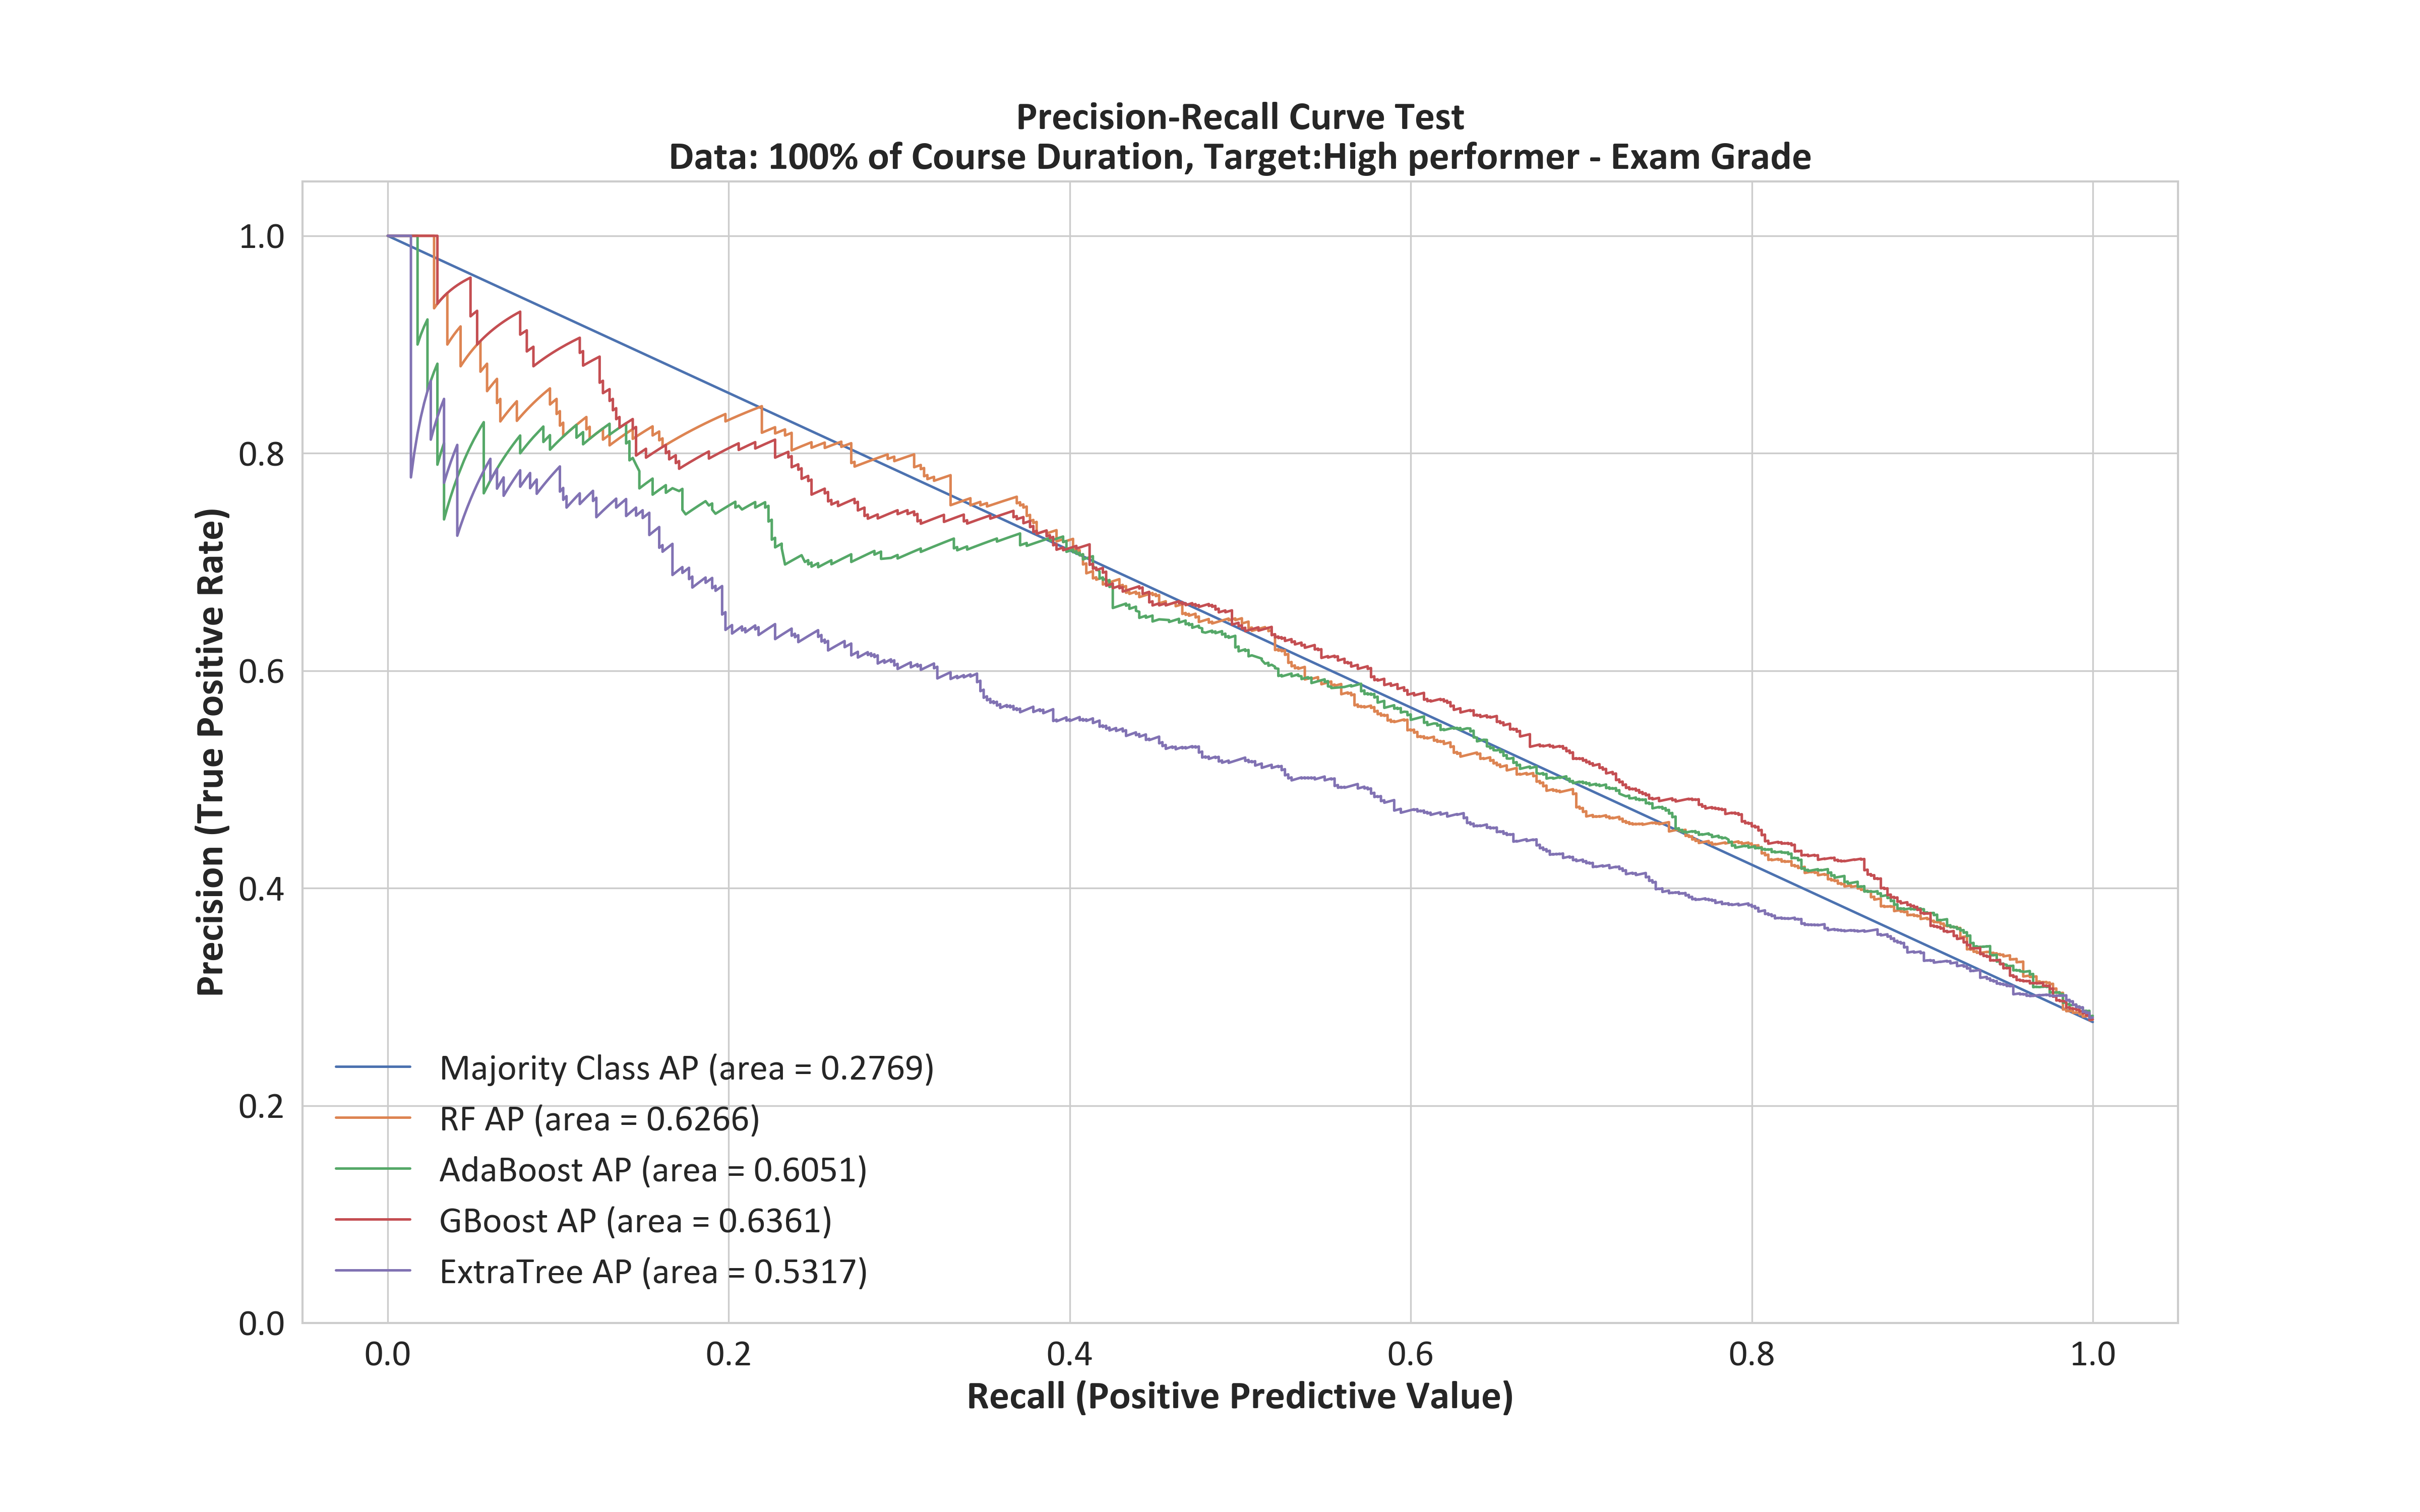 Precision-Recall Curve Test
Data: 100% of Course Duration, Target:High performer - Exam Grade
1.0
0.8
0.6
0.4
0.2
0.0
Precision (True Positive Rate)
Majority Class AP (area = 0.2769)
RF AP (area = 0.6266)
AdaBoost AP (area = 0.6051)
GBoost AP (area = 0.6361)
ExtraTree AP (area = 0.5317)
0.0 0.2 0.4 0.6 0.8 1.0
Recall (Positive Predictive Value)